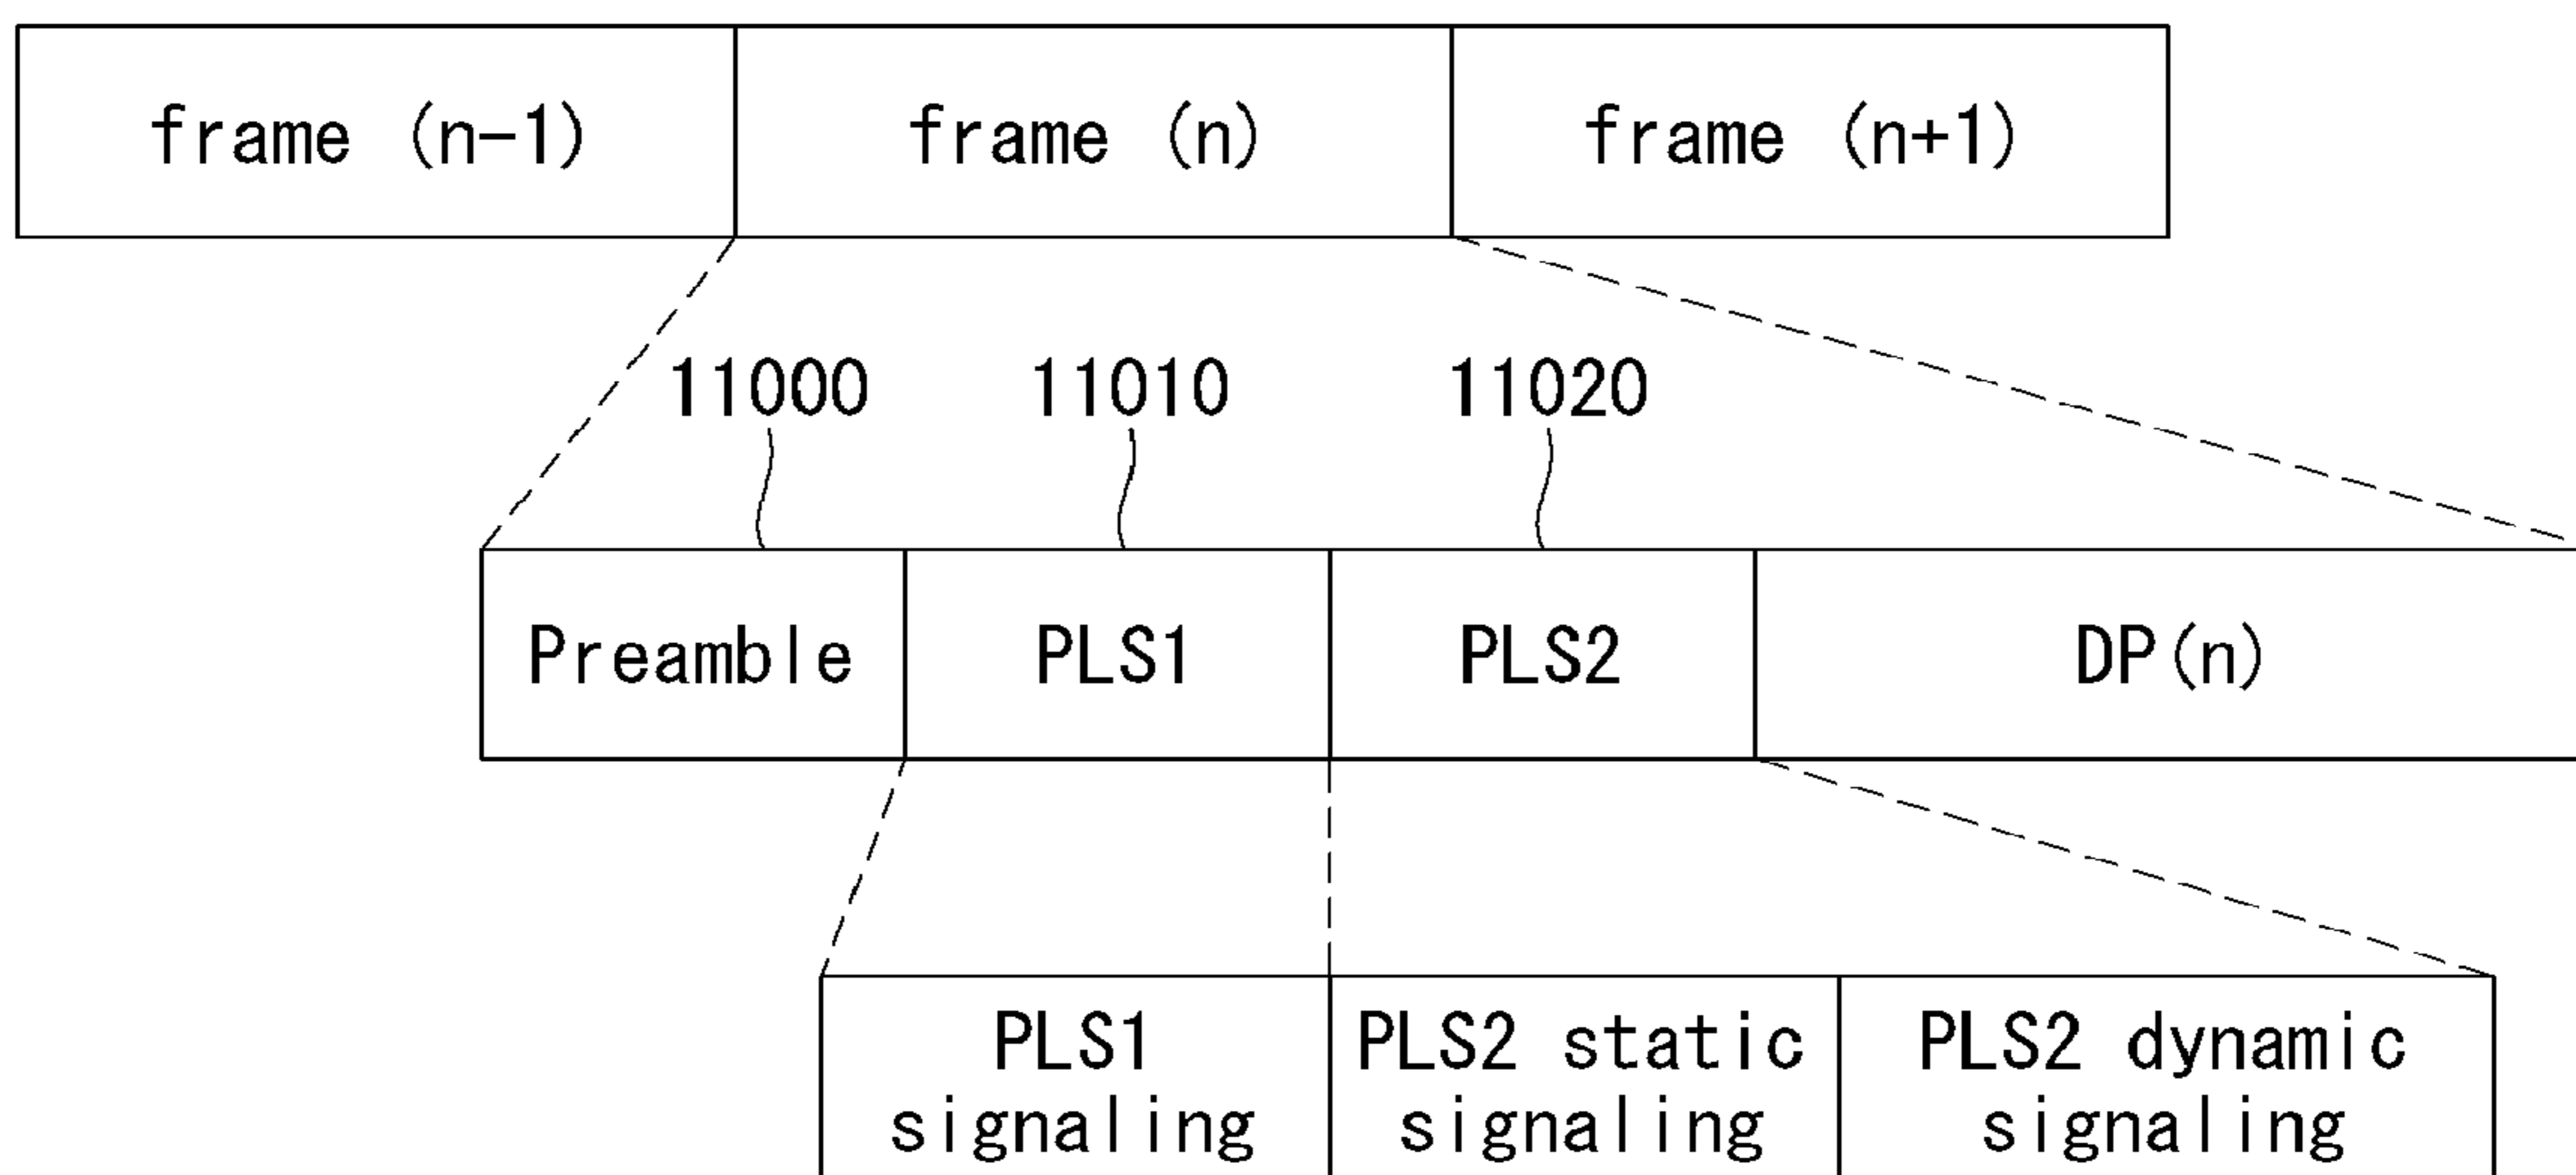 frame (n-1) frame (n) frame (n+1)
11000 11010 11020
Preamble PLS1 PLS2 DP(n)
PLS1 signaling
PLS2 static signaling
PLS2 dynamic signaling